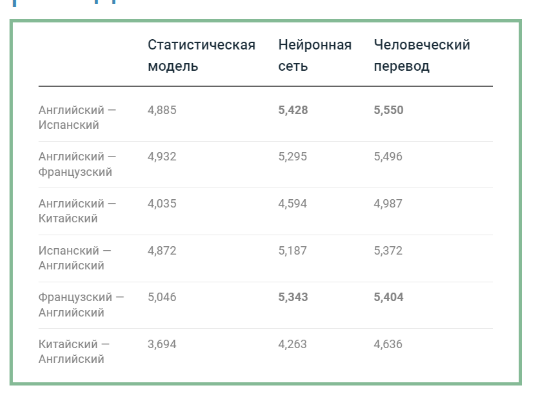 Статистическая Нейронная Человеческий
модель сеть перевод
Английский — 4,885 5,428 5,550
Испанский
Английский — 4,932 5,295 5,496
Французский
Английский — 4,035 4,594 4,987
Китайский
Испанский — 4,872 5,187 5,372
Английский
Французский — 5,046 5,343 5,404
Английский
Китайский — 3,694 4,263 4,636
Английский